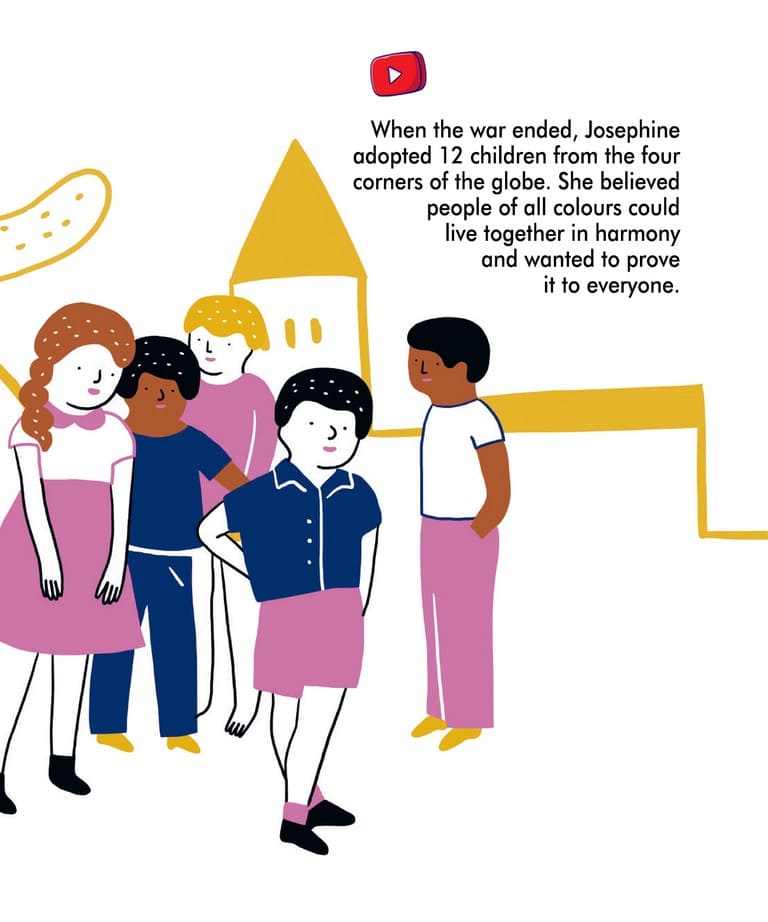 When the war ended, Josephine
adopted 12 children from the four
corners of the globe. She believed
people of all colours could
live together in harmony
and wanted to prove
it to everyone.